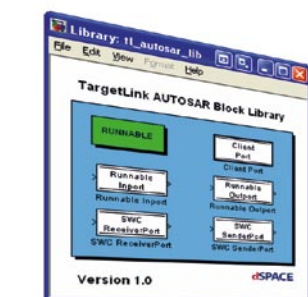 Library: tl_autosar_lib
File Edit View Format Help
TargetLink AUTOSAR Block Library
RUNNABLE
Client
Port
Client Port
Runnable
Inport
Runnable Inport
Runnable
Outport
Runnable Outport
SWC
ReceiverPort
SWC ReceiverPort
SWC
SenderPort
SWC SenderPort
Version 1.0
dSPACE